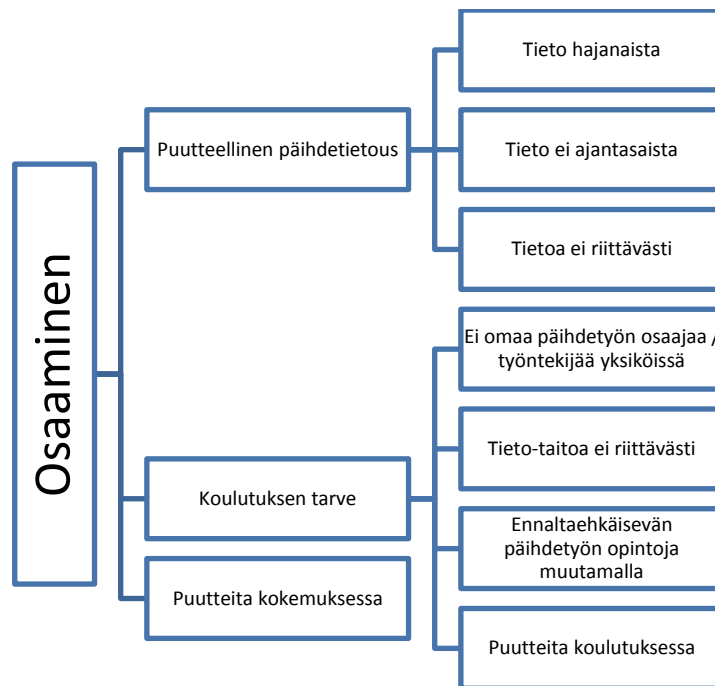 Osaaminen
Puutteellinen päihdetietous
Tieto hajanaista
Tieto ei ajantasaista
Tietoa ei riittävästi
Koulutuksen tarve
Ei omaa päihdetyön osaajaa /
työntekijää yksiköissä
Tieto-taitoa ei riittävästi
Ennaltaehkäisevän
päihdetyön opintoja
muutamalla
Puutteita koulutuksessa
Puutteita kokemuksessa